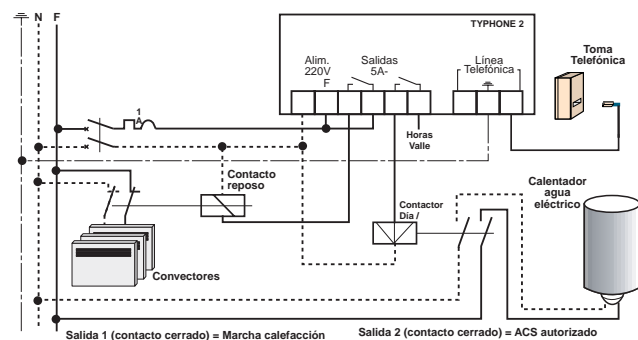 N F
TYPHONE 2
Alim.
220V
F
Salidas
5A-
Línea
Telefónica
Toma
Telefónica
1
A
Horas
Valle
Contacto
reposo
Contactor
Día /
Calentador
agua
eléctrico
Convectores
Salida 1 (contacto cerrado) = Marcha calefacción
Salida 2 (contacto cerrado) = ACS autorizado